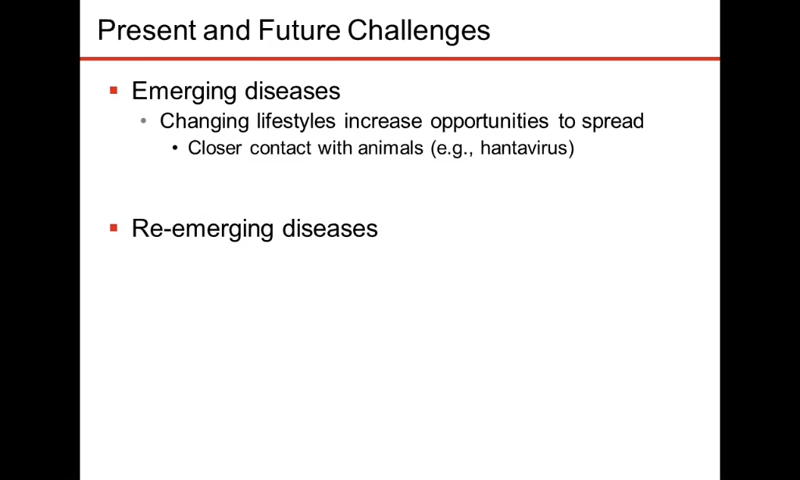 Present and Future Challenges
Emerging diseases
Changing lifestyles increase opportunities to spread
Closer contact with animals (e.g., hantavirus)
Re-emerging diseases